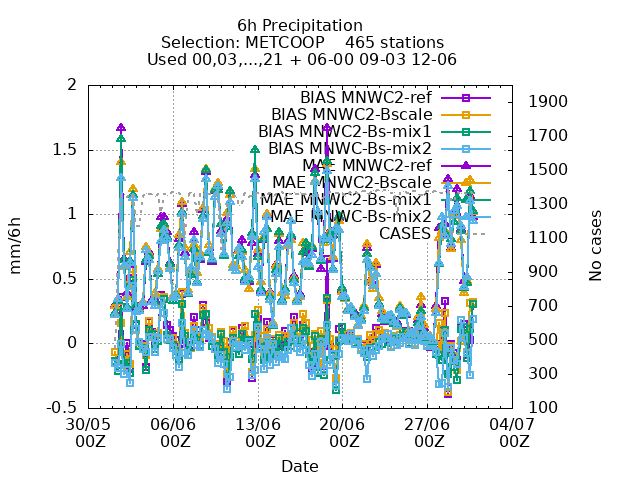 6h Precipitation
Selection: METCOOP    465 stations
Used 00,03,...,21 + 06-00 09-03 12-06
BIAS MNWC2-ref
BIAS MNWC2-Bscale
BIAS MNWC2-Bs-mix1
BIAS MNWC-Bs-mix2
MAE MNWC2-ref
MAE MNWC2-Bscale
MAE MNWC-Bs-mix1
MAE MNWC-Bs-mix2
CASES
mm/6h
2
1.5
1
0.5
0
-0.5
No cases
1900
1700
1500
1300
1100
900
700
500
300
100
30/05 06/06 13/06 20/06 27/06 04/07
00Z 00Z 00Z 00Z 00Z 00Z
Date